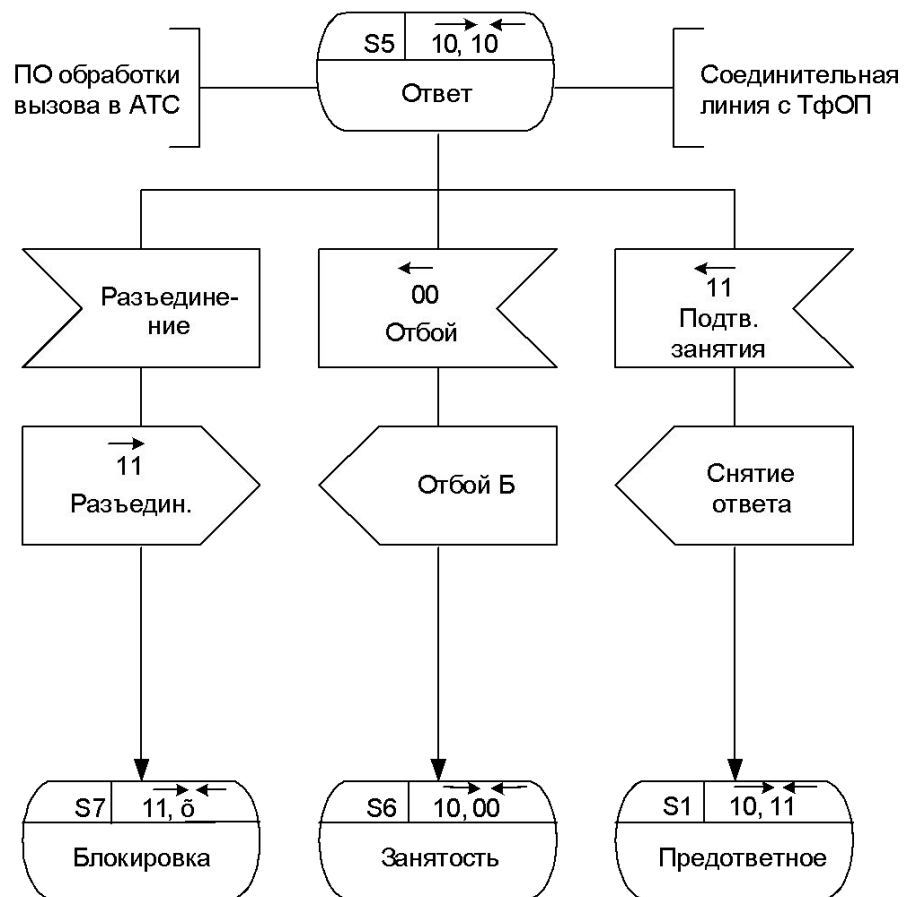 S5 10, 10
Ответ
ПО обработки
вызова в АТС
Соединительная
линия с ТфОП
Разъедине-
ние
00
Отбой
11
Подтв.
занятия
11
Разъедин.
Отбой Б
Снятие
ответа
S7 11, õ
Блокировка
S6 10, 00
Занятость
S1 10, 11
Предответное